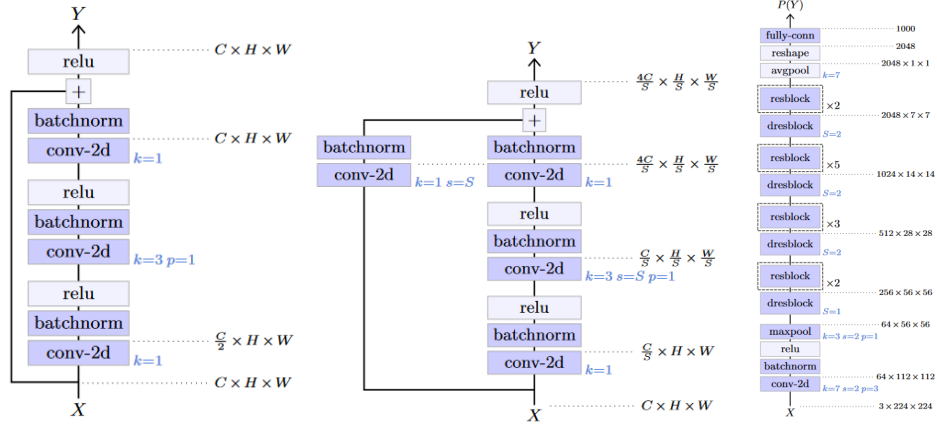 Y
C × H × W
relu
+
batchnorm
C × H × W
conv-2d
k=1
relu
batchnorm
conv-2d
k=3 p=1
relu
batchnorm
C/2 × H × W
conv-2d
k=1
C × H × W
X
Y
4C/S × H/S × W/S
relu
+
batchnorm
batchnorm
4C/S × H/S × W/S
conv-2d
k=1 s=S
conv-2d
k=1
relu
batchnorm
C/S × H/S × W/S
conv-2d
k=3 s=S p=1
relu
batchnorm
C/S × H × W
conv-2d
k=1
X
C × H × W
P(Y)
1000
fully-conn
2048
reshape
2048 × 1 × 1
avgpool
k=7
resblock
×2
2048 × 7 × 7
dresblock
S=2
resblock
×5
1024 × 14 × 14
dresblock
S=2
resblock
×3
512 × 28 × 28
dresblock
S=2
resblock
×2
256 × 56 × 56
dresblock
S=1
64 × 56 × 56
maxpool
k=3 s=2 p=1
relu
batchnorm
64 × 112 × 112
conv-2d
k=7 s=2 p=3
X
3 × 224 × 224